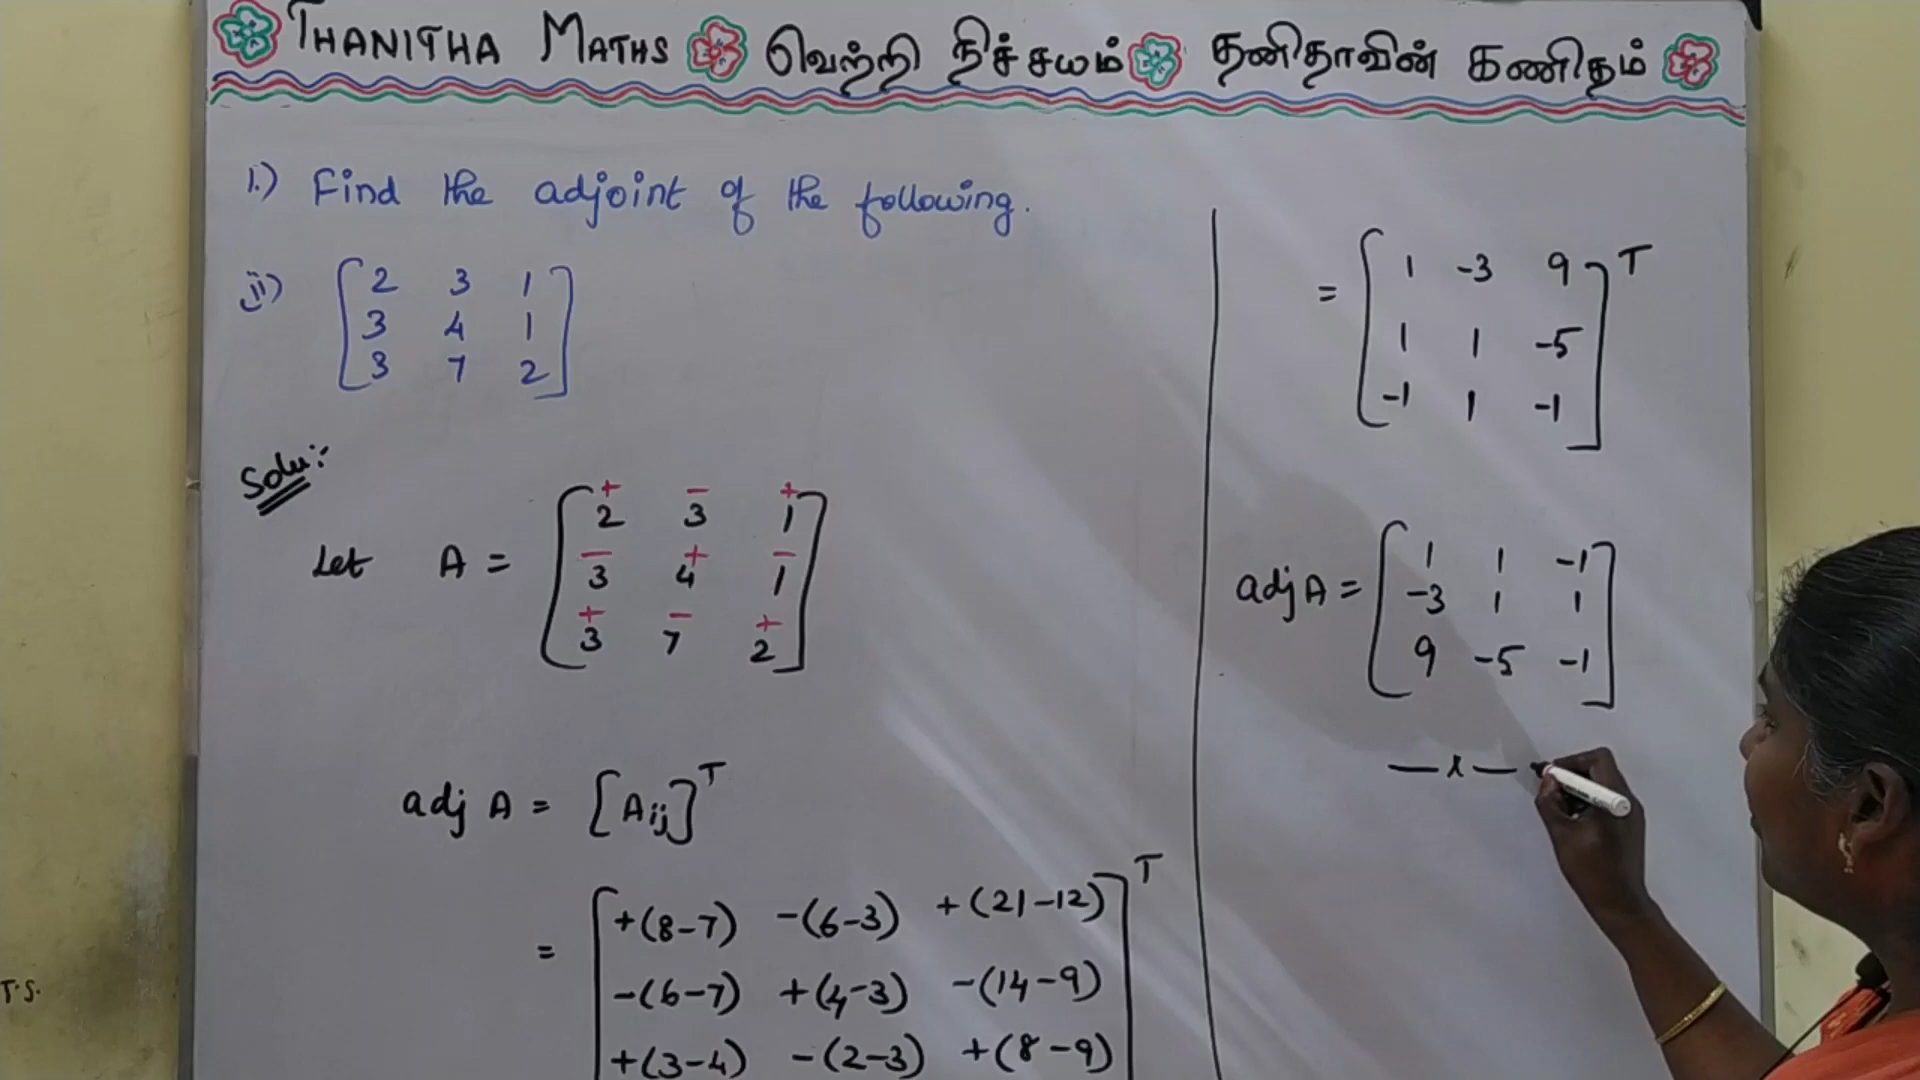 THANITHA MATHS வெற்றி நிச்சயம் தனிதாவின் கணிதம்
1.) Find the adjoint of the following.
ii) [2 3 1
3 4 1
3 7 2]
Solu:
Let A = [+2 -3 +1
-3 +4 -1
+3 -7 +2]
adj A = [Aij]^T
= [+(8-7) -(6-3) +(21-12)
-(6-7) +(4-3) -(14-9)
+(3-4) -(2-3) +(8-9)]^T
= [1 -3 9
1 1 -5
-1 1 -1]^T
adj A = [1 1 -1
-3 1 1
9 -5 -1]
— x —
T.S.